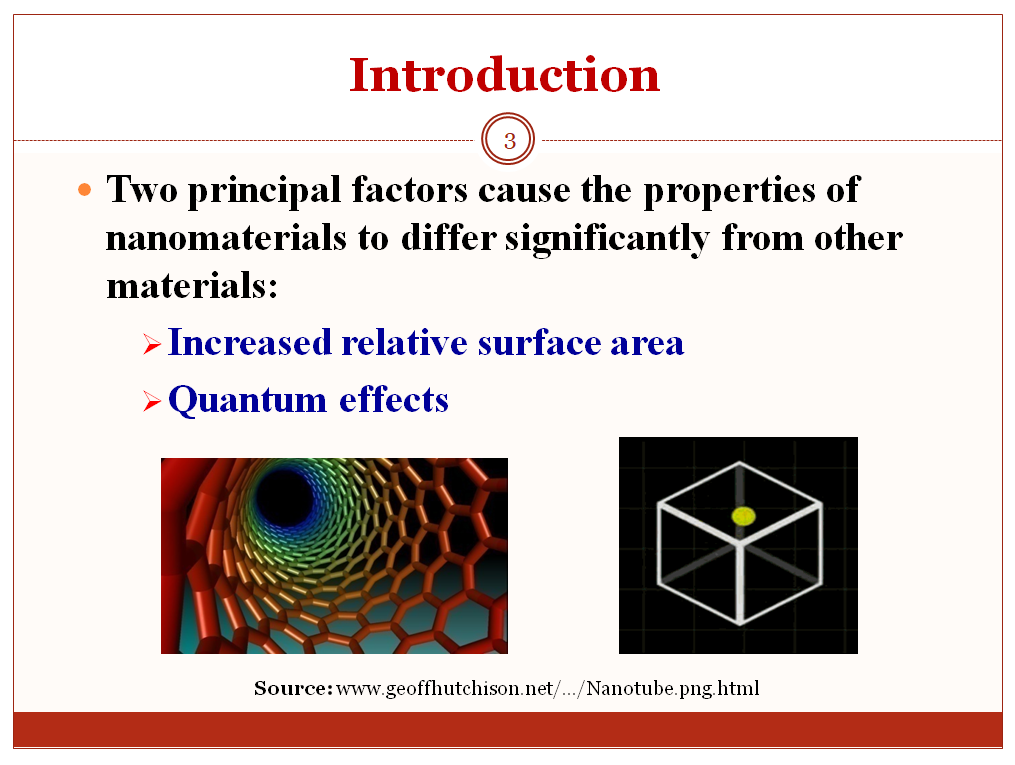 Introduction
3
Two principal factors cause the properties of
nanomaterials to differ significantly from other
materials:
Increased relative surface area
Quantum effects
Source: www.geoffhutchison.net/.../Nanotube.png.html